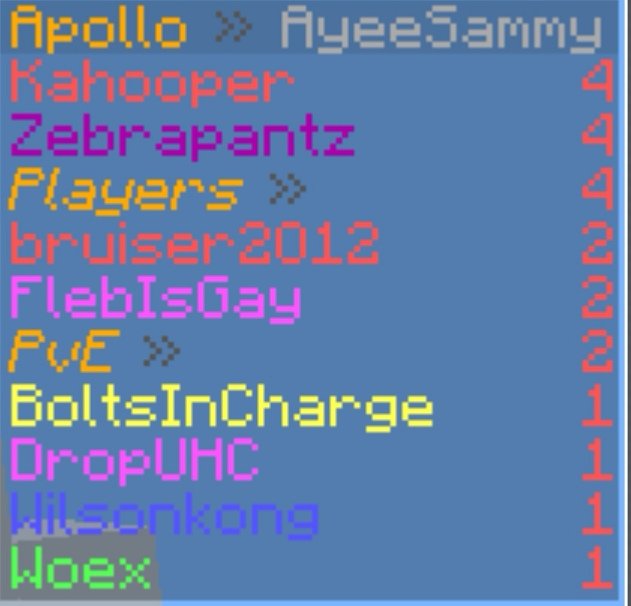 Apollo » AyeeSammy
Kahooper 4
Zebrapantz 4
Players » 4
bruiser2012 2
FlebIsGay 2
PvE » 2
BoltsInCharge 1
DropUHC 1
Wilsonkong 1
Woex 1